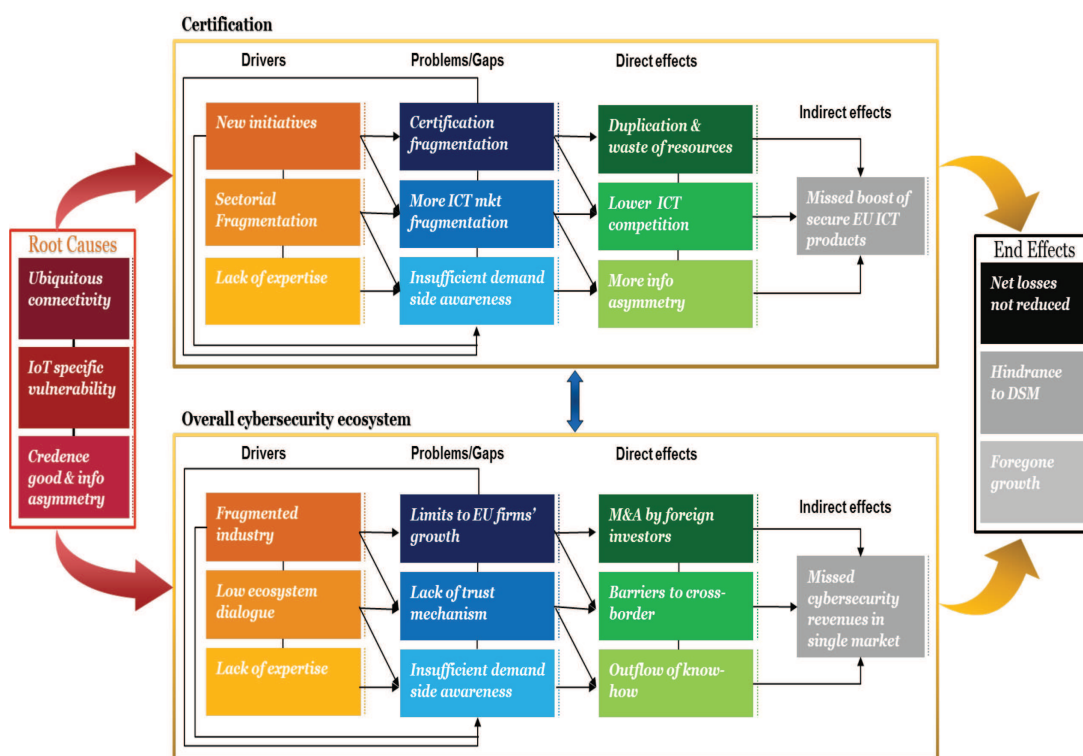 Certification
Drivers
Problems/Gaps
Direct effects
Indirect effects
New initiatives
Sectorial
Fragmentation
Lack of expertise
Certification
fragmentation
More ICT mkt
fragmentation
Insufficient demand
side awareness
Duplication &
waste of resources
Lower ICT
competition
More info
asymmetry
Missed boost of
secure EU ICT
products
Root Causes
Ubiquitous
connectivity
IoT specific
vulnerability
Credence
good & info
asymmetry
End Effects
Net losses
not reduced
Hindrance
to DSM
Foregone
growth
Overall cybersecurity ecosystem
Drivers
Problems/Gaps
Direct effects
Indirect effects
Fragmented
industry
Low ecosystem
dialogue
Lack of expertise
Limits to EU firms'
growth
Lack of trust
mechanism
Insufficient demand
side awareness
M&A by foreign
investors
Barriers to cross-
border
Outflow of know-
how
Missed
cybersecurity
revenues in
single market